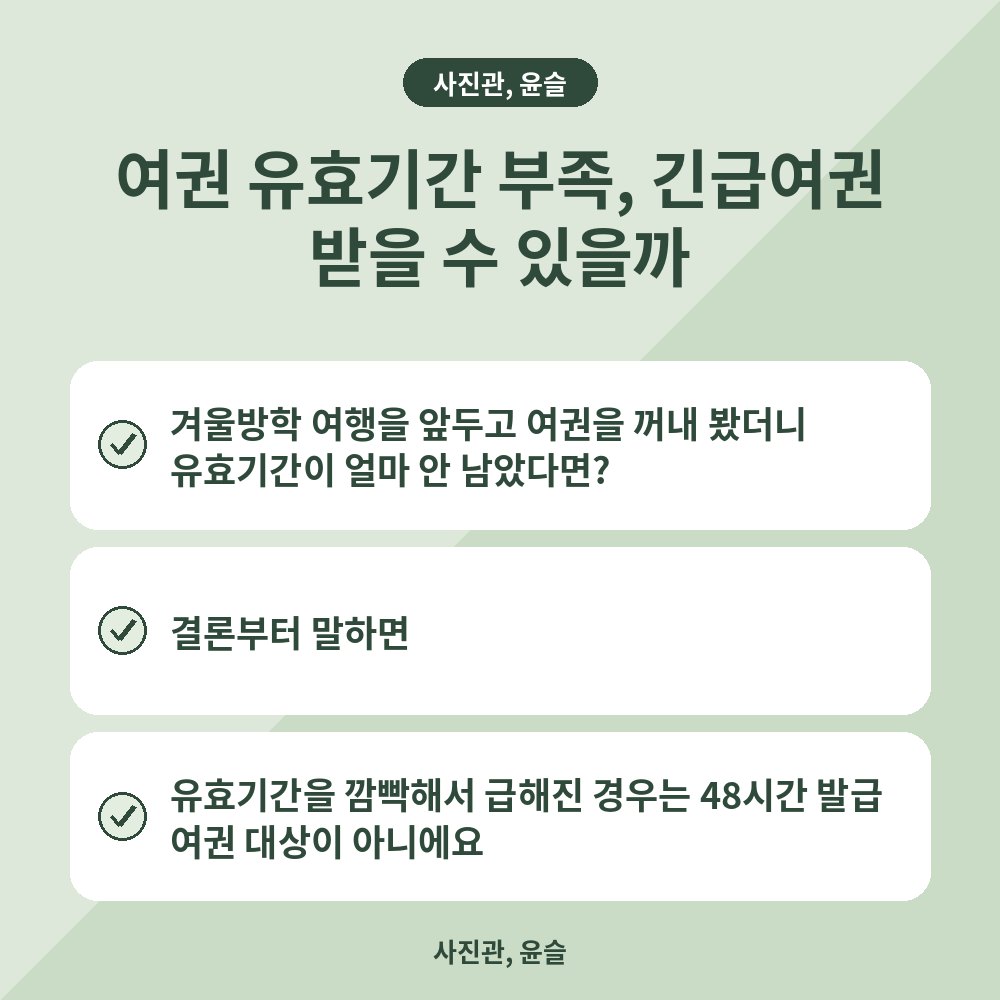 사진관, 윤슬
여권 유효기간 부족, 긴급여권
받을 수 있을까
겨울방학 여행을 앞두고 여권을 꺼내 봤더니
유효기간이 얼마 안 남았다면?
결론부터 말하면
유효기간을 깜빡해서 급해진 경우는 48시간 발급
여권 대상이 아니에요
사진관, 윤슬